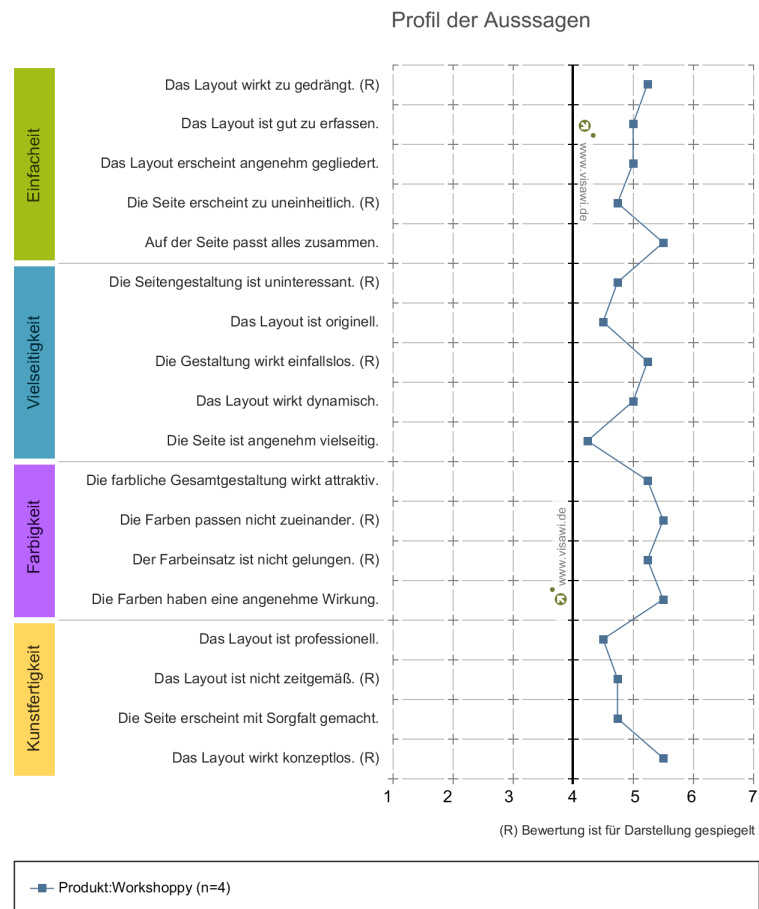 Profil der Ausssagen
Einfacheit
Das Layout wirkt zu gedrängt. (R)
Das Layout ist gut zu erfassen.
Das Layout erscheint angenehm gegliedert.
Die Seite erscheint zu uneinheitlich. (R)
Auf der Seite passt alles zusammen.
www.visawi.de
Vielseitigkeit
Die Seitengestaltung ist uninteressant. (R)
Das Layout ist originell.
Die Gestaltung wirkt einfallslos. (R)
Das Layout wirkt dynamisch.
Die Seite ist angenehm vielseitig.
Farbigkeit
Die farbliche Gesamtgestaltung wirkt attraktiv.
Die Farben passen nicht zueinander. (R)
Der Farbeinsatz ist nicht gelungen. (R)
Die Farben haben eine angenehme Wirkung.
www.visawi.de
Kunstfertigkeit
Das Layout ist professionell.
Das Layout ist nicht zeitgemäß. (R)
Die Seite erscheint mit Sorgfalt gemacht.
Das Layout wirkt konzeptlos. (R)
1 2 3 4 5 6 7
(R) Bewertung ist für Darstellung gespiegelt
Produkt:Workshoppy (n=4)